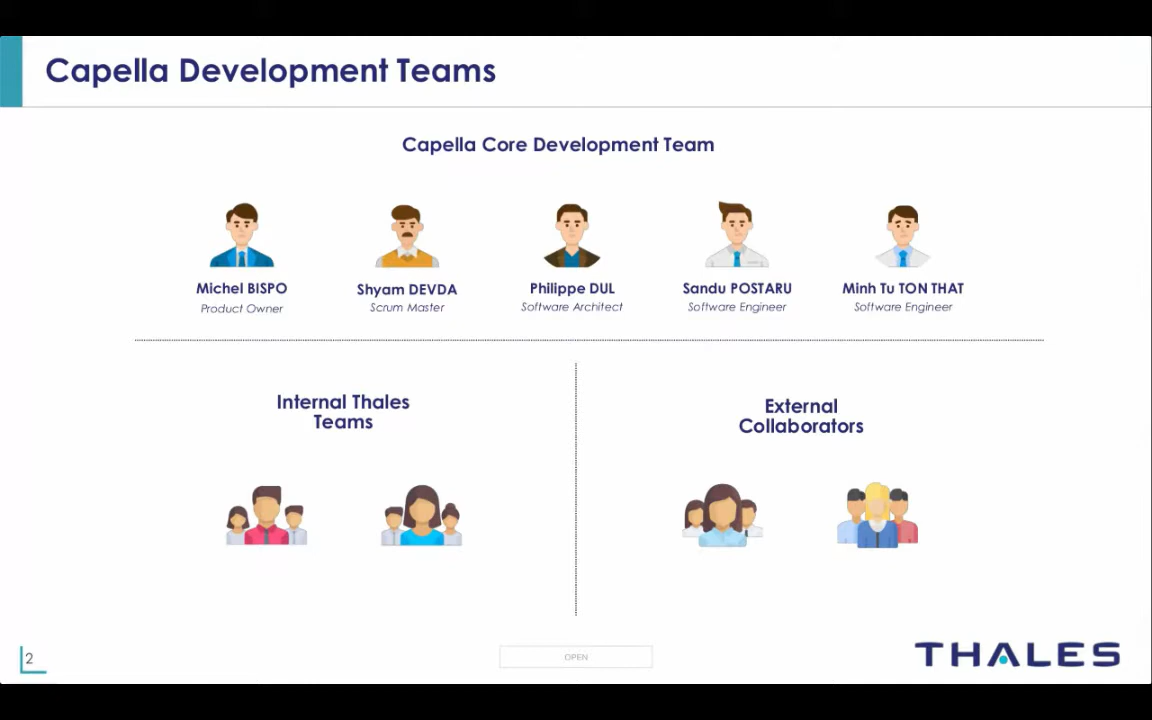 Capella Development Teams
Capella Core Development Team
Michel BISPO
Product Owner
Shyam DEVDA
Scrum Master
Philippe DUL
Software Architect
Sandu POSTARU
Software Engineer
Minh Tu TON THAT
Software Engineer
Internal Thales
Teams
External
Collaborators
2
OPEN
THALES